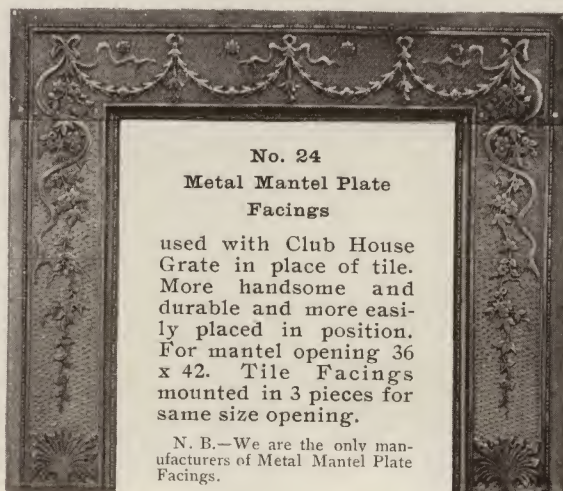 No. 24
Metal Mantel Plate
Facings
used with Club House
Grate in place of tile.
More handsome and
durable and more easi-
ly placed in position.
For mantel opening 36
x 42. Tile Facings
mounted in 3 pieces for
same size opening.
N. B.—We are the only man-
ufacturers of Metal Mantel Plate
Facings.